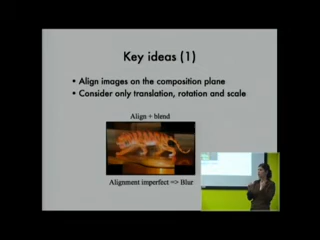 Key ideas (1)
• Align images on the composition plane
• Consider only translation, rotation and scale
Align + blend
Alignment imperfect => Blur